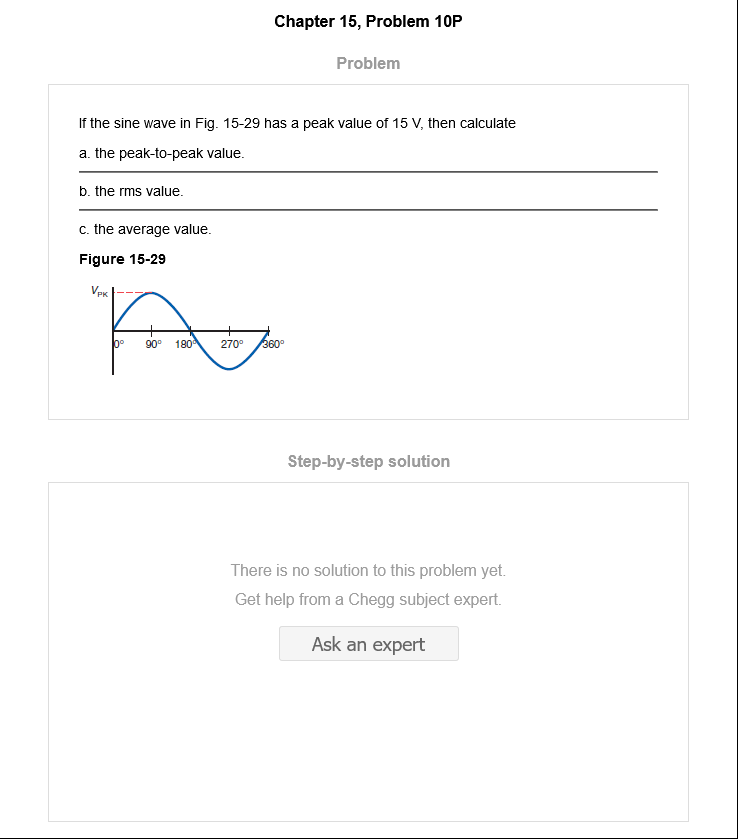 Chapter 15, Problem 10P
Problem
If the sine wave in Fig. 15-29 has a peak value of 15 V, then calculate
a. the peak-to-peak value.
b. the rms value.
c. the average value.
Figure 15-29
VPK
0° 90° 180° 270° 360°
Step-by-step solution
There is no solution to this problem yet.
Get help from a Chegg subject expert.
Ask an expert